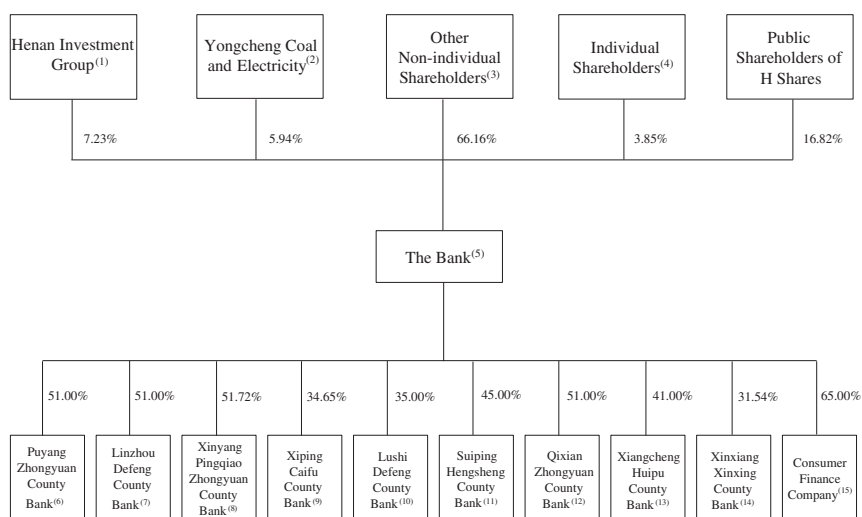 Henan Investment
Group(1)
Yongcheng Coal
and Electricity(2)
Other
Non-individual
Shareholders(3)
Individual
Shareholders(4)
Public
Shareholders of
H Shares
7.23%
5.94%
66.16%
3.85%
16.82%
The Bank(5)
51.00%
51.00%
51.72%
34.65%
35.00%
45.00%
51.00%
41.00%
31.54%
65.00%
Puyang
Zhongyuan
County
Bank(6)
Linzhou
Defeng
County
Bank(7)
Xinyang
Pingqiao
Zhongyuan
County
Bank(8)
Xiping
Caifu
County
Bank(9)
Lushi
Defeng
County
Bank(10)
Suiping
Hengsheng
County
Bank(11)
Qixian
Zhongyuan
County
Bank(12)
Xiangcheng
Huipu
County
Bank(13)
Xinxiang
Xinxing
County
Bank(14)
Consumer
Finance
Company(15)